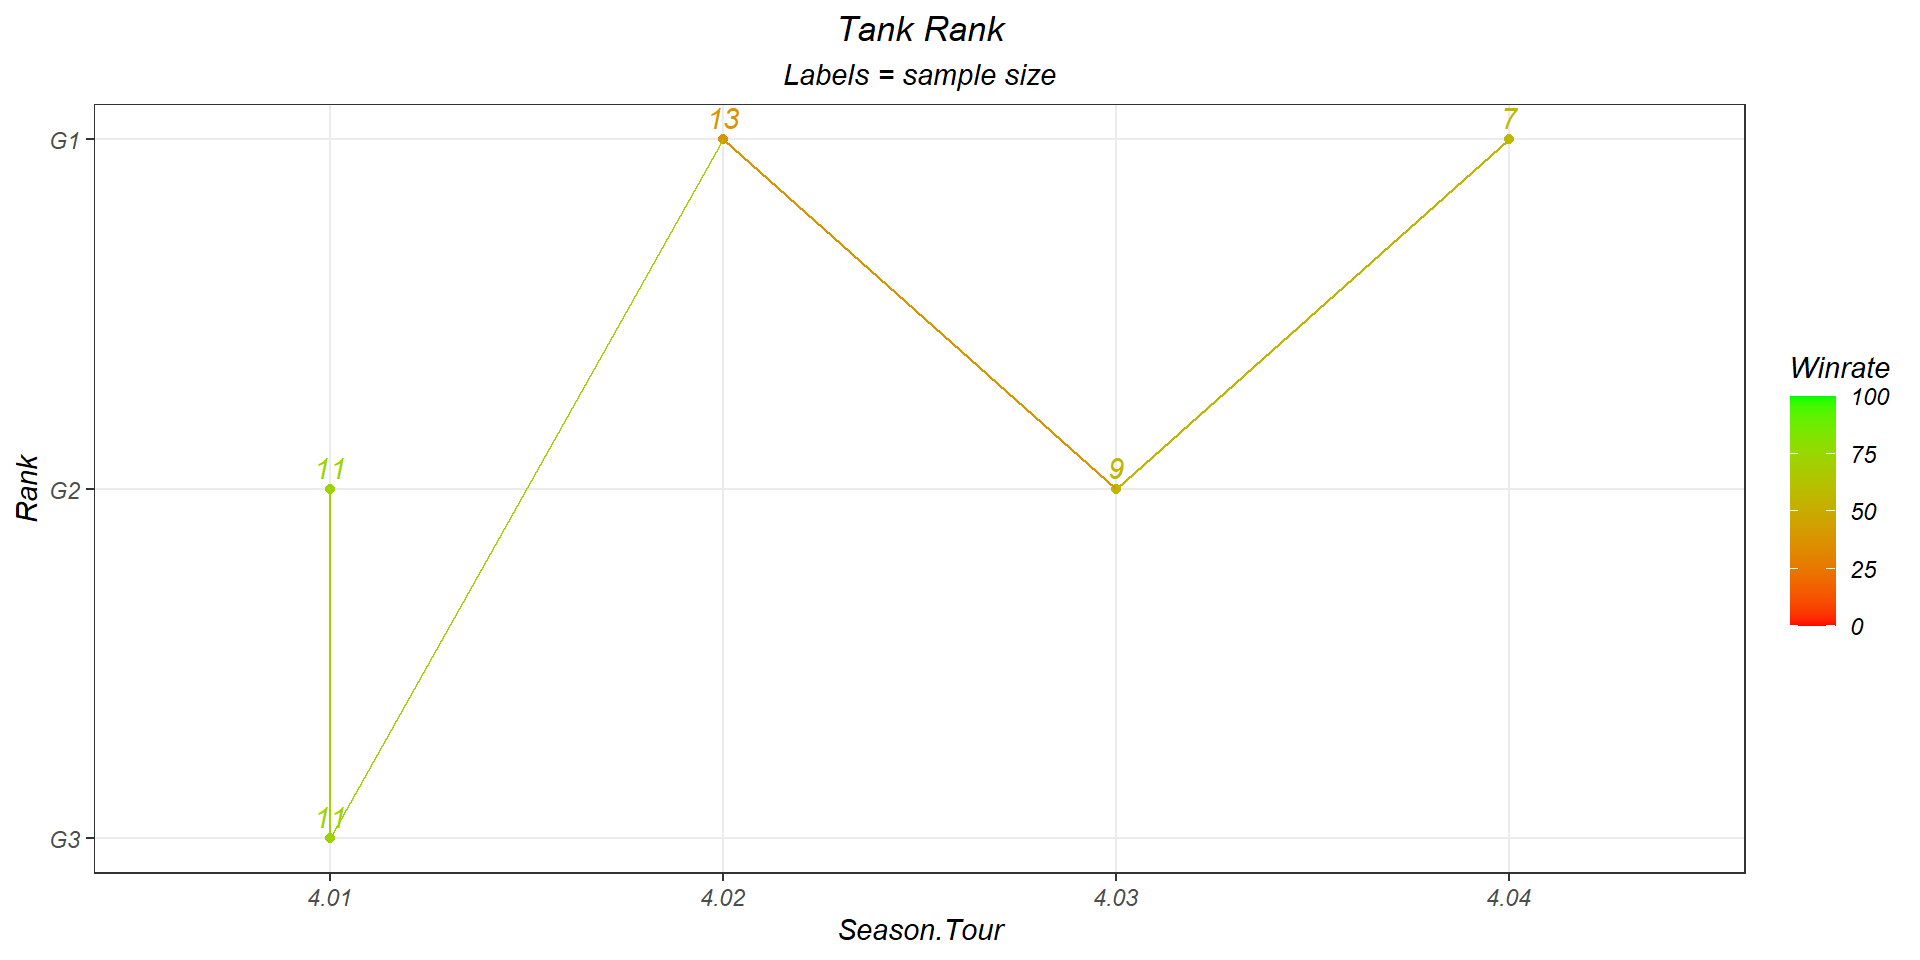 Tank Rank
Labels = sample size
13
7
G1
11
9
G2
11
G3
Rank
4.01
4.02
4.03
4.04
Season.Tour
Winrate
100
75
50
25
0